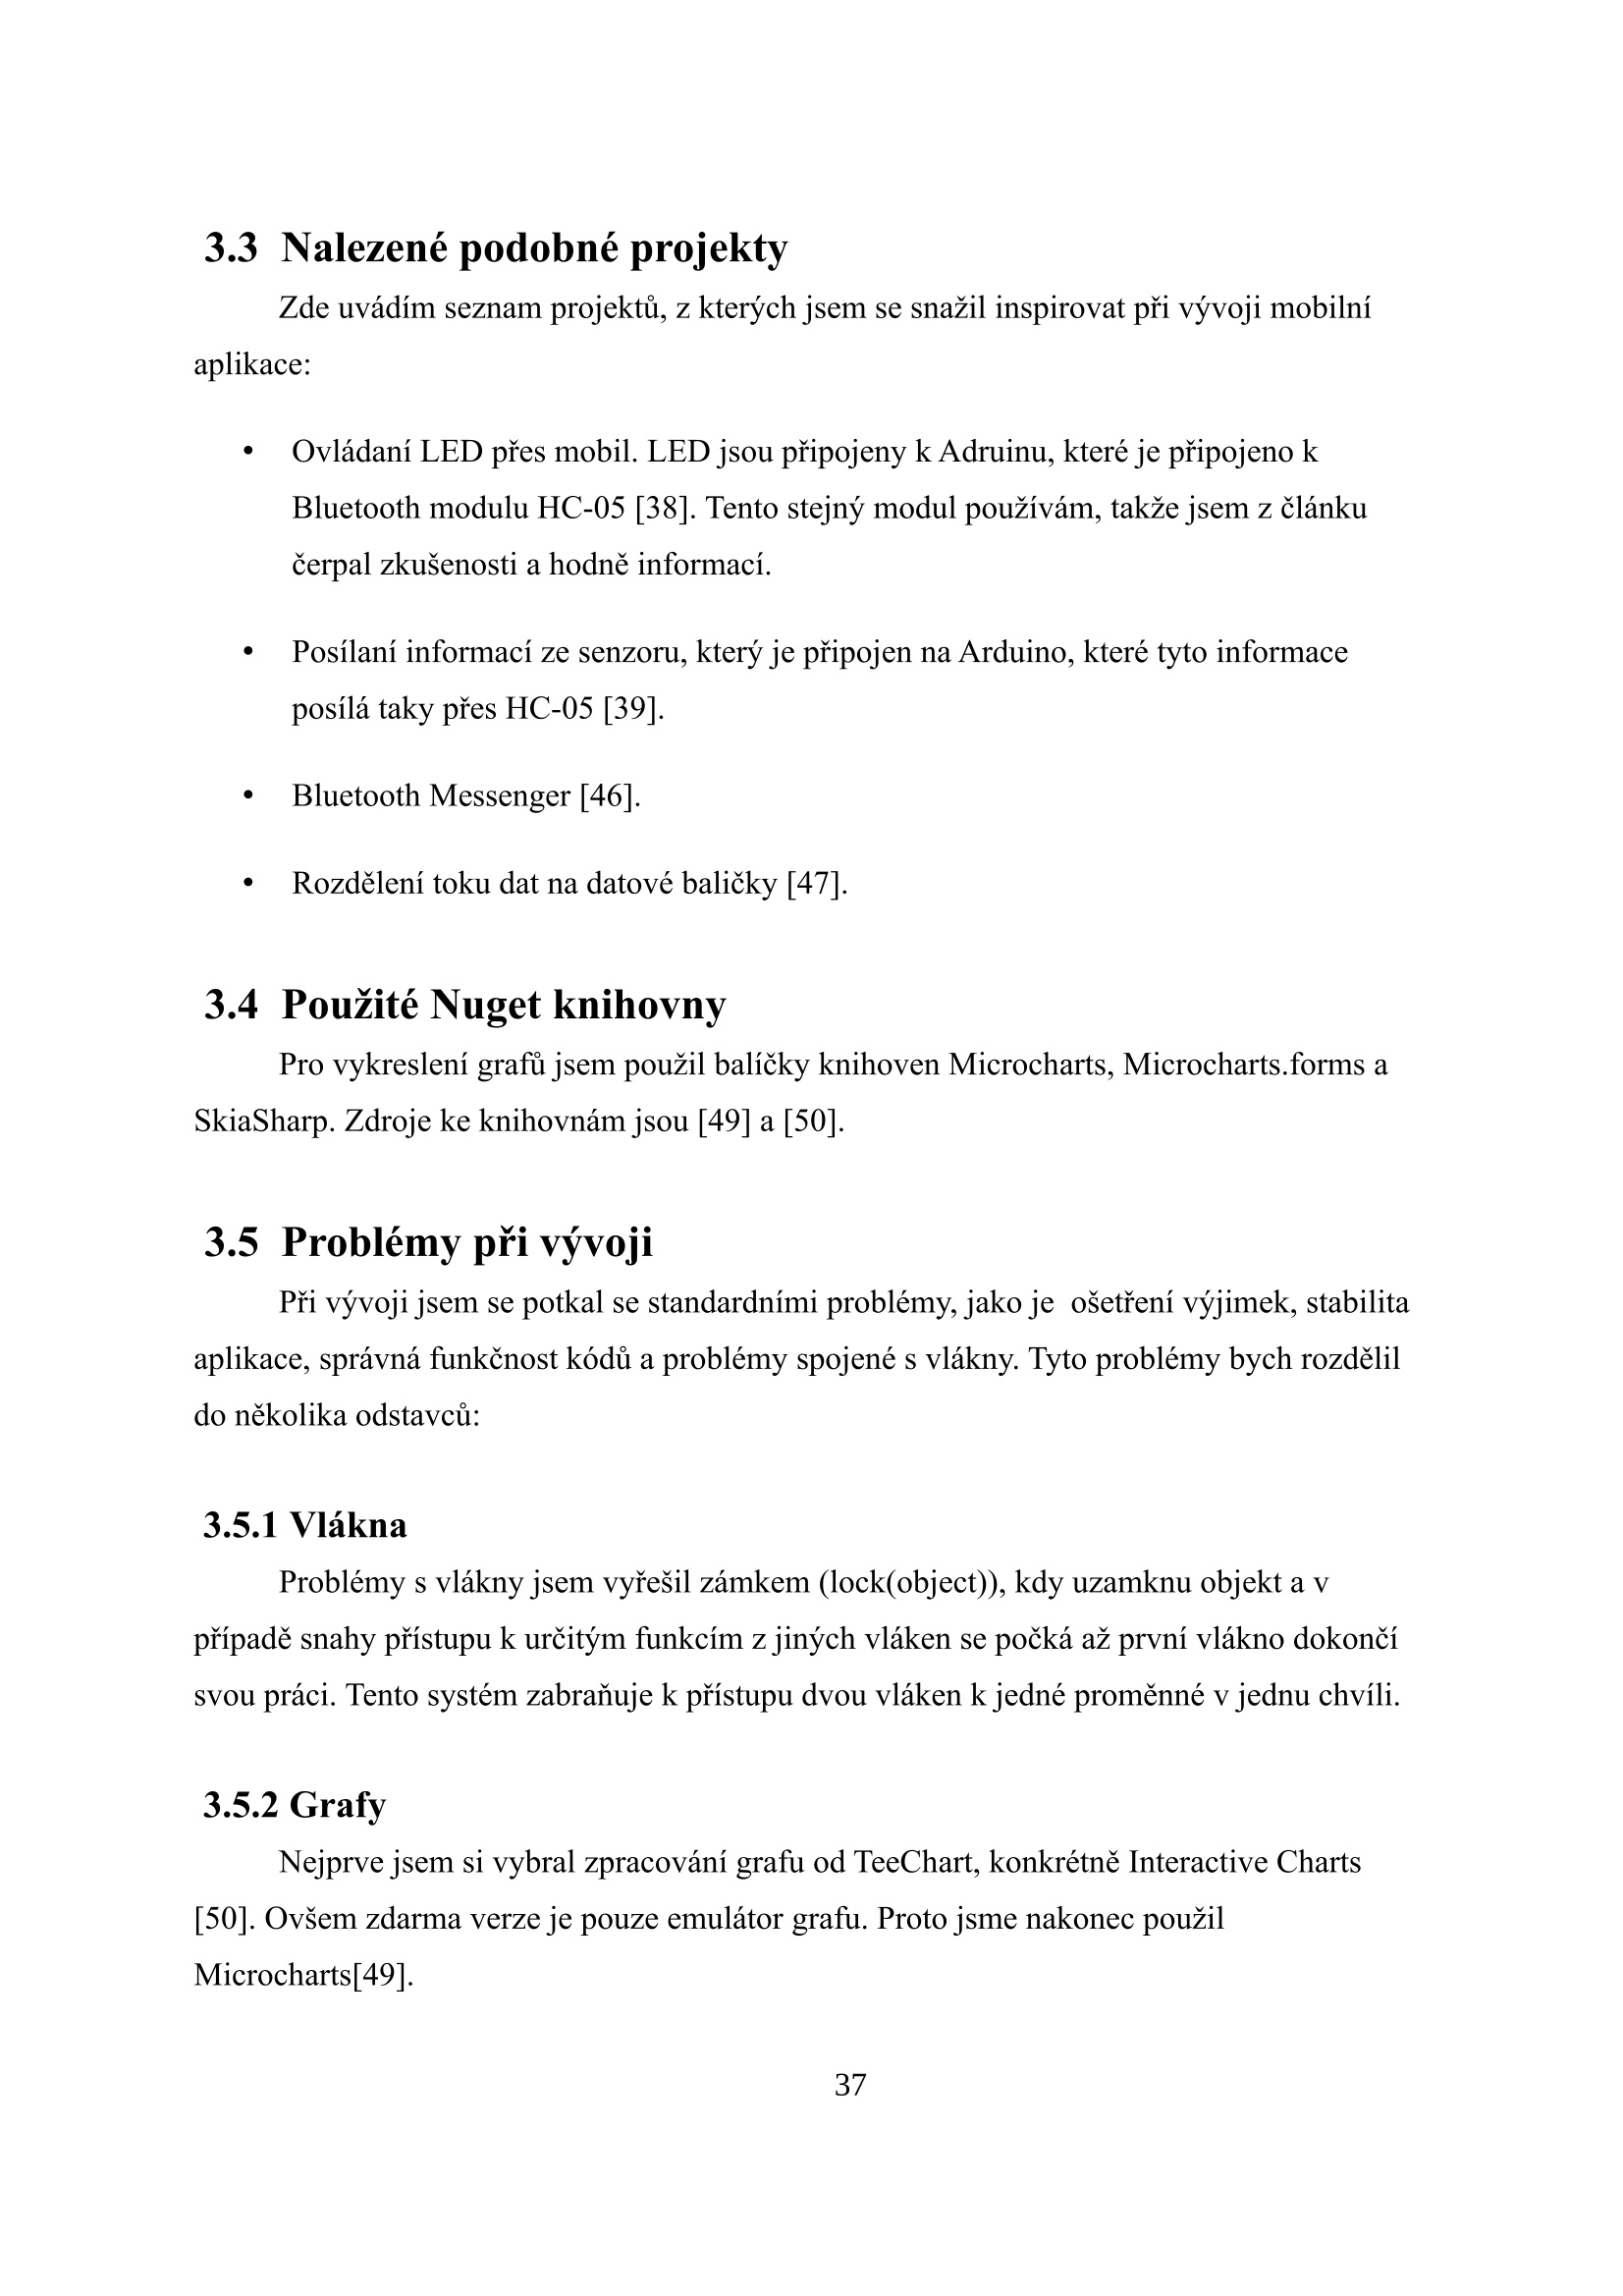 3.3 Nalezené podobné projekty
Zde uvádím seznam projektů, z kterých jsem se snažil inspirovat při vývoji mobilní
aplikace:
• Ovládaní LED přes mobil. LED jsou připojeny k Adruinu, které je připojeno k
Bluetooth modulu HC-05 [38]. Tento stejný modul používám, takže jsem z článku
čerpal zkušenosti a hodně informací.
• Posílaní informací ze senzoru, který je připojen na Arduino, které tyto informace
posílá taky přes HC-05 [39].
• Bluetooth Messenger [46].
• Rozdělení toku dat na datové baličky [47].
3.4 Použité Nuget knihovny
Pro vykreslení grafů jsem použil balíčky knihoven Microcharts, Microcharts.forms a
SkiaSharp. Zdroje ke knihovnám jsou [49] a [50].
3.5 Problémy při vývoji
Při vývoji jsem se potkal se standardními problémy, jako je  ošetření výjimek, stabilita
aplikace, správná funkčnost kódů a problémy spojené s vlákny. Tyto problémy bych rozdělil
do několika odstavců:
3.5.1 Vlákna
Problémy s vlákny jsem vyřešil zámkem (lock(object)), kdy uzamknu objekt a v
případě snahy přístupu k určitým funkcím z jiných vláken se počká až první vlákno dokončí
svou práci. Tento systém zabraňuje k přístupu dvou vláken k jedné proměnné v jednu chvíli.
3.5.2 Grafy
Nejprve jsem si vybral zpracování grafu od TeeChart, konkrétně Interactive Charts
[50]. Ovšem zdarma verze je pouze emulátor grafu. Proto jsme nakonec použil
Microcharts[49].
37